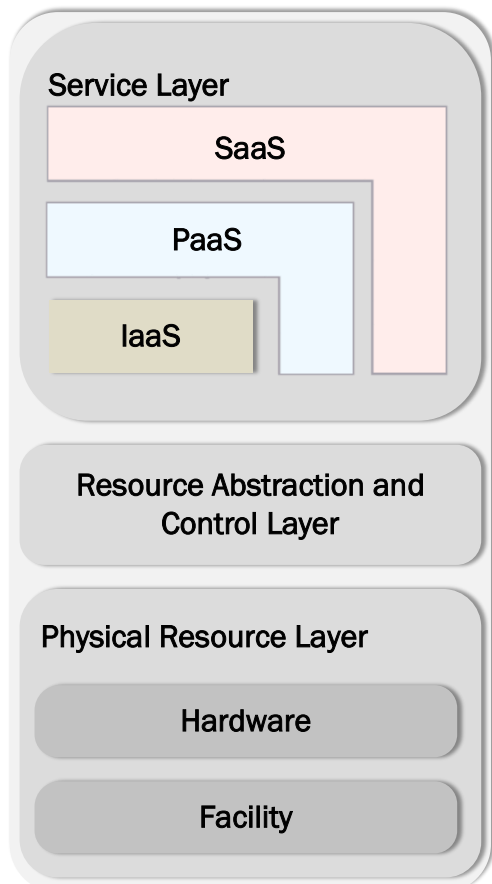 Service Layer
SaaS
PaaS
IaaS
Resource Abstraction and
Control Layer
Physical Resource Layer
Hardware
Facility